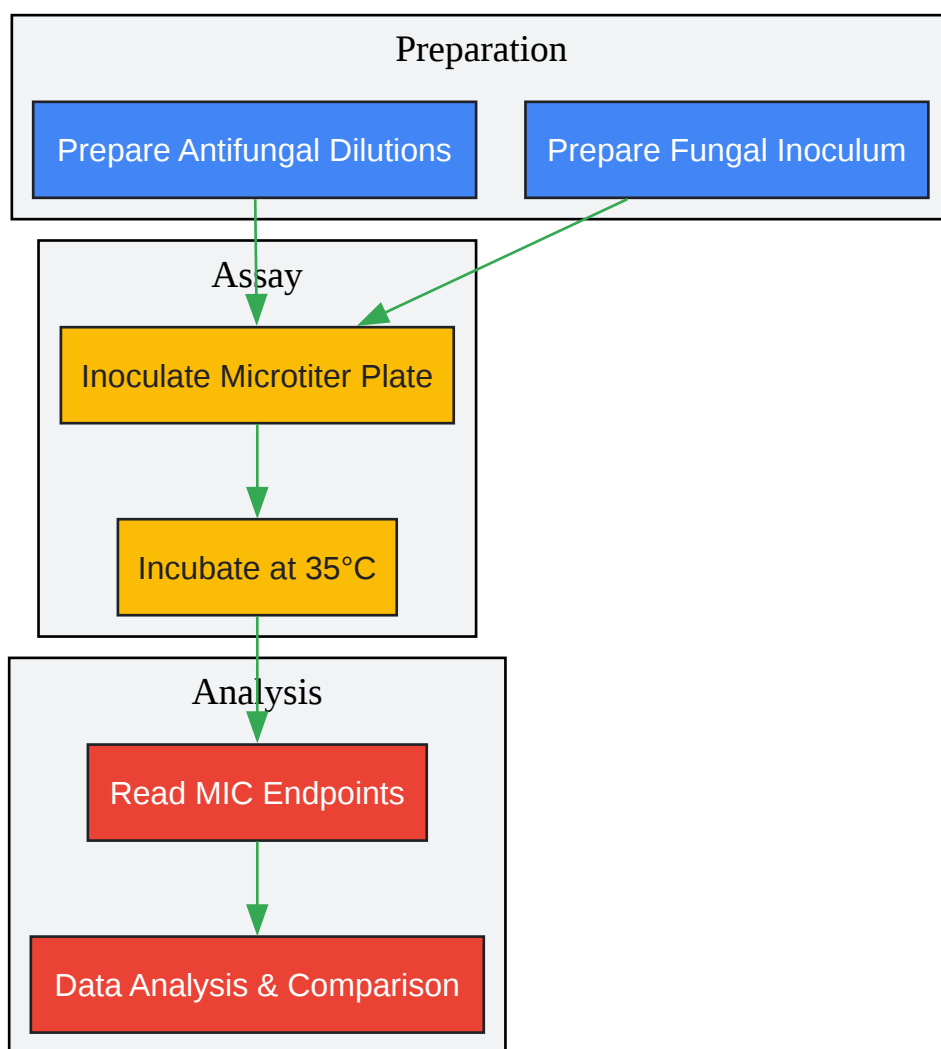 Preparation
Prepare Antifungal Dilutions
Prepare Fungal Inoculum
Assay
Inoculate Microtiter Plate
Incubate at 35°C
Analysis
Read MIC Endpoints
Data Analysis & Comparison